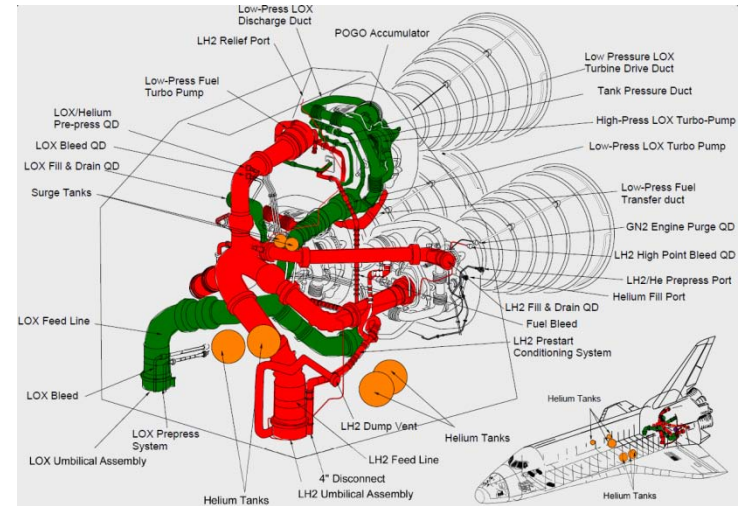 Low-Press LOX
Discharge Duct
LH2 Relief Port
POGO Accumulator
Low-Press Fuel
Turbo Pump
Low Pressure LOX
Turbine Drive Duct
Tank Pressure Duct
LOX/Helium
Pre-press QD
High-Press LOX Turbo-Pump
LOX Bleed QD
Low-Press LOX Turbo Pump
LOX Fill & Drain QD
Surge Tanks
Low-Press Fuel
Transfer duct
GN2 Engine Purge QD
LH2 High Point Bleed QD
LH2/He Prepress Port
Helium Fill Port
LH2 Fill & Drain QD
Fuel Bleed
LOX Feed Line
LH2 Prestart
Conditioning System
LOX Bleed
LOX Prepress
System
LOX Umbilical Assembly
LH2 Dump Vent
Helium Tanks
LH2 Feed Line
4" Disconnect
Helium Tanks
LH2 Umbilical Assembly
Helium Tanks
Helium Tanks